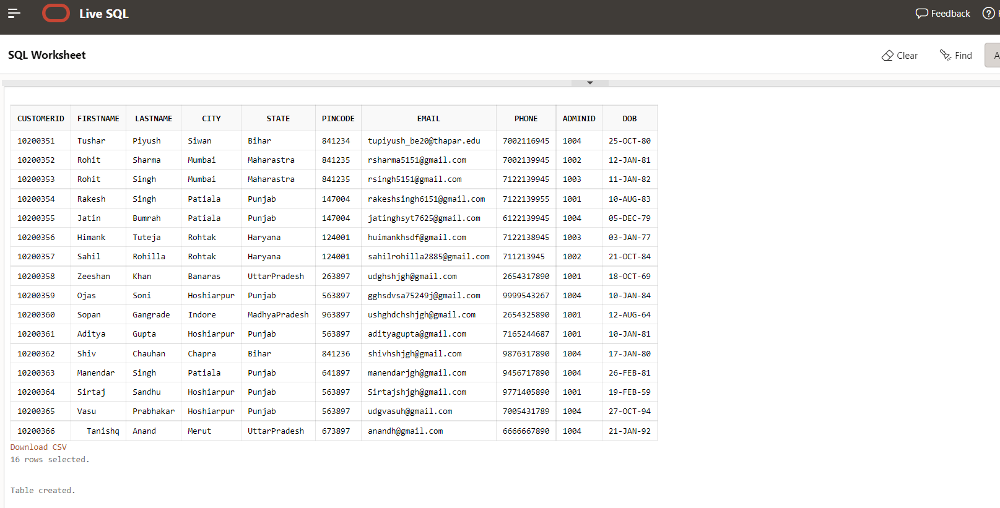 Live SQL Feedback
SQL Worksheet Clear Find A
CUSTOMERID FIRSTNAME LASTNAME CITY STATE PINCODE EMAIL PHONE ADMINID DOB
10200351 Tushar Piyush Siwan Bihar 841234 tupiyush_be20@thapar.edu 7002116945 1004 25-OCT-80
10200352 Rohit Sharma Mumbai Maharastra 841235 rsharma5151@gmail.com 7002139945 1002 12-JAN-81
10200353 Rohit Singh Mumbai Maharastra 841235 rsingh5151@gmail.com 7122139945 1003 11-JAN-82
10200354 Rakesh Singh Patiala Punjab 147004 rakeshsingh6151@gmail.com 7122139955 1001 10-AUG-83
10200355 Jatin Bumrah Patiala Punjab 147004 jatinghsyt7625@gmail.com 6122139945 1004 05-DEC-79
10200356 Himank Tuteja Rohtak Haryana 124001 huimankhsdf@gmail.com 7122138945 1003 03-JAN-77
10200357 Sahil Rohilla Rohtak Haryana 124001 sahilrohilla2885@gmail.com 711213945 1002 21-OCT-84
10200358 Zeeshan Khan Banaras UttarPradesh 263897 udghshjgh@gmail.com 2654317890 1001 18-OCT-69
10200359 Ojas Soni Hoshiarpur Punjab 563897 gghsdvsa75249j@gmail.com 9999543267 1004 10-JAN-84
10200360 Sopan Gangrade Indore MadhyaPradesh 963897 ushghdchshjgh@gmail.com 2654325890 1001 12-AUG-64
10200361 Aditya Gupta Hoshiarpur Punjab 563897 adityagupta@gmail.com 7165244687 1001 10-JAN-81
10200362 Shiv Chauhan Chapra Bihar 841236 shivhshjgh@gmail.com 9876317890 1004 17-JAN-80
10200363 Manendar Singh Patiala Punjab 641897 manendarjgh@gmail.com 9456717890 1004 26-FEB-81
10200364 Sirtaj Sandhu Hoshiarpur Punjab 563897 Sirtajshjgh@gmail.com 9771405890 1001 19-FEB-59
10200365 Vasu Prabhakar Hoshiarpur Punjab 563897 udgvasuh@gmail.com 7005431789 1004 27-OCT-94
10200366 Tanishq Anand Merut UttarPradesh 673897 anandh@gmail.com 6666667890 1004 21-JAN-92
Download CSV
16 rows selected.
Table created.